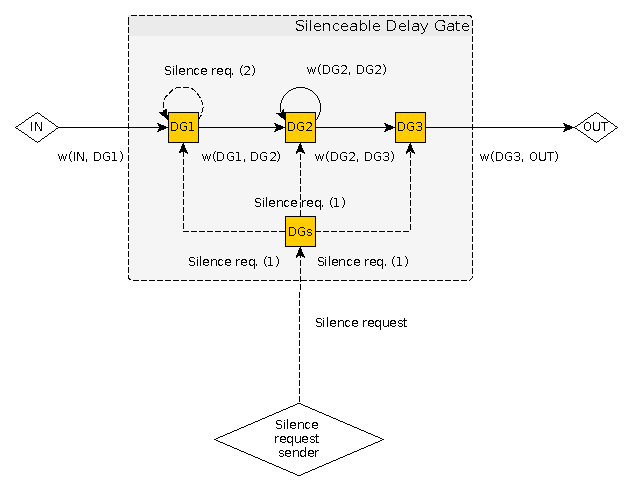 Silenceable Delay Gate
Silence req. (2)
w(DG2, DG2)
IN
DG1
DG2
DG3
OUT
w(IN, DG1)
w(DG1, DG2)
w(DG2, DG3)
w(DG3, OUT)
Silence req. (1)
DGs
Silence req. (1)
Silence req. (1)
Silence request
Silence
request
sender